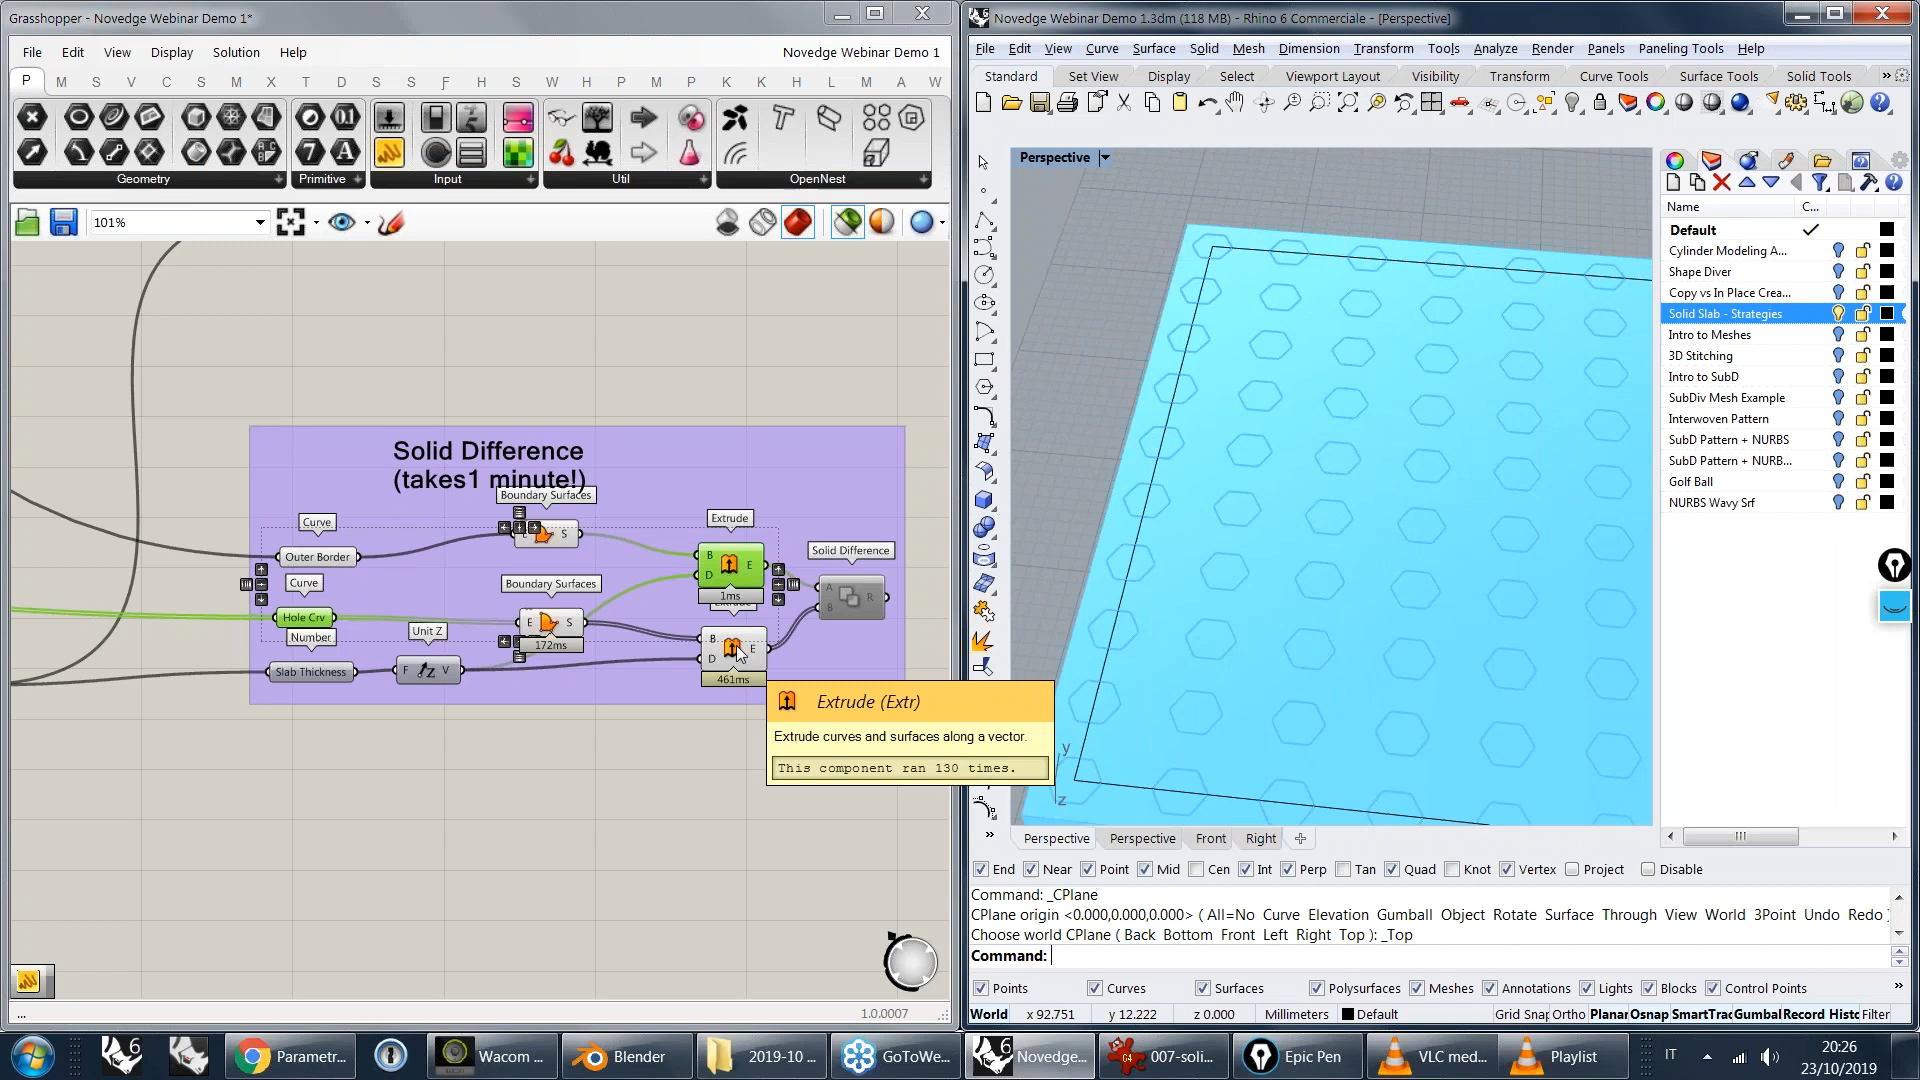 Grasshopper - Novedge Webinar Demo 1*
File Edit View Display Solution Help
Novedge Webinar Demo 1
P M S V C S M X T D S F H S W H P M P K K H L M A W
Geometry
Primitive
Input
Util
OpenNest
101%
Solid Difference
(takes1 minute!)
Boundary Surfaces
Curve
Outer Border
S
Extrude
B
D
E
1ms
Solid Difference
A
B
R
Curve
Hole Crv
Boundary Surfaces
E
S
172ms
Number
Slab Thickness
Unit Z
F
V
B
D
E
461ms
Extrude (Extr)
Extrude curves and surfaces along a vector.
This component ran 130 times.
...
1.0.0007
Novedge Webinar Demo 1.3dm (118 MB) - Rhino 6 Commerciale - [Perspective]
File Edit View Curve Surface Solid Mesh Dimension Transform Tools Analyze Render Panels Paneling Tools Help
Standard Set View Display Select Viewport Layout Visibility Transform Curve Tools Surface Tools Solid Tools »
Perspective
y
z
Name C...
Default
Cylinder Modeling A...
Shape Diver
Copy vs In Place Crea...
Solid Slab - Strategies
Intro to Meshes
3D Stitching
Intro to SubD
SubDiv Mesh Example
Interwoven Pattern
SubD Pattern + NURBS
SubD Pattern + NURB...
Golf Ball
NURBS Wavy Srf
Perspective Perspective Front Right
End Near Point Mid Cen Int Perp Tan Quad Knot Vertex Project Disable
Command: _CPlane
CPlane origin <0.000,0.000,0.000> ( All=No Curve Elevation Gumball Object Rotate Surface Through View World 3Point Undo Redo )
Choose world CPlane ( Back Bottom Front Left Right Top ): _Top
Command:
Points Curves Surfaces Polysurfaces Meshes Annotations Lights Blocks Control Points »
World x 92.751 y 12.222 z 0.000 Millimeters Default Grid Snap Ortho Planar Osnap SmartTrac Gumbal Record Histo Filter
Parametr... Wacom ... Blender 2019-10 ... GoToWe... Novedge... 007-soli... Epic Pen VLC med... Playlist IT
20:26
23/10/2019